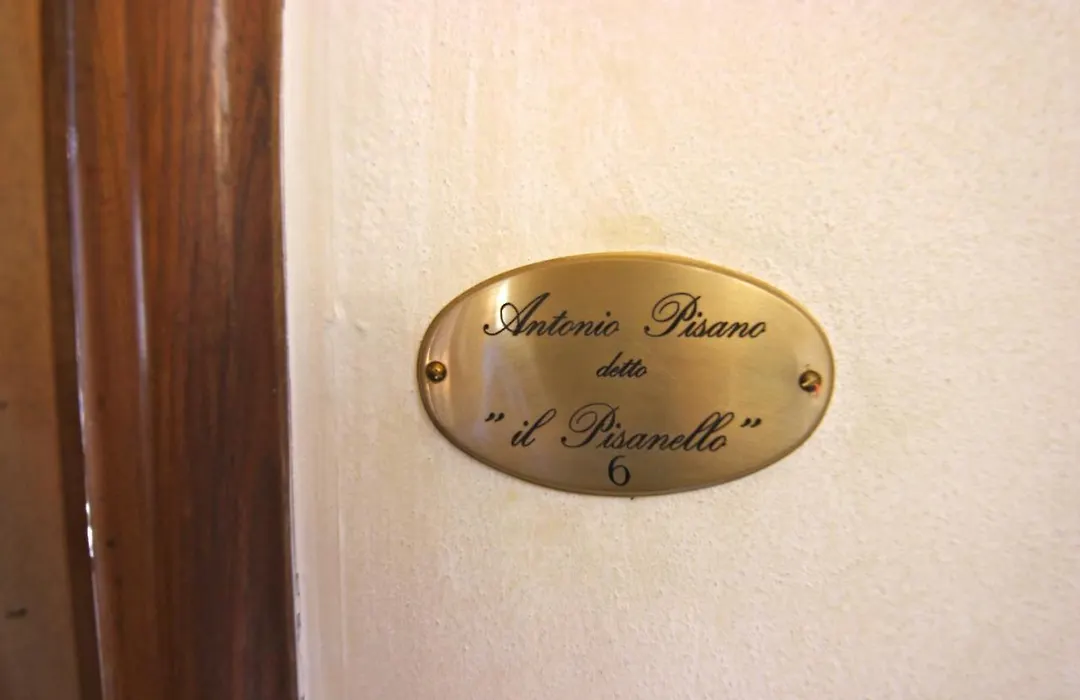 Antonio Pisano
detto
"il Pisanello"
6